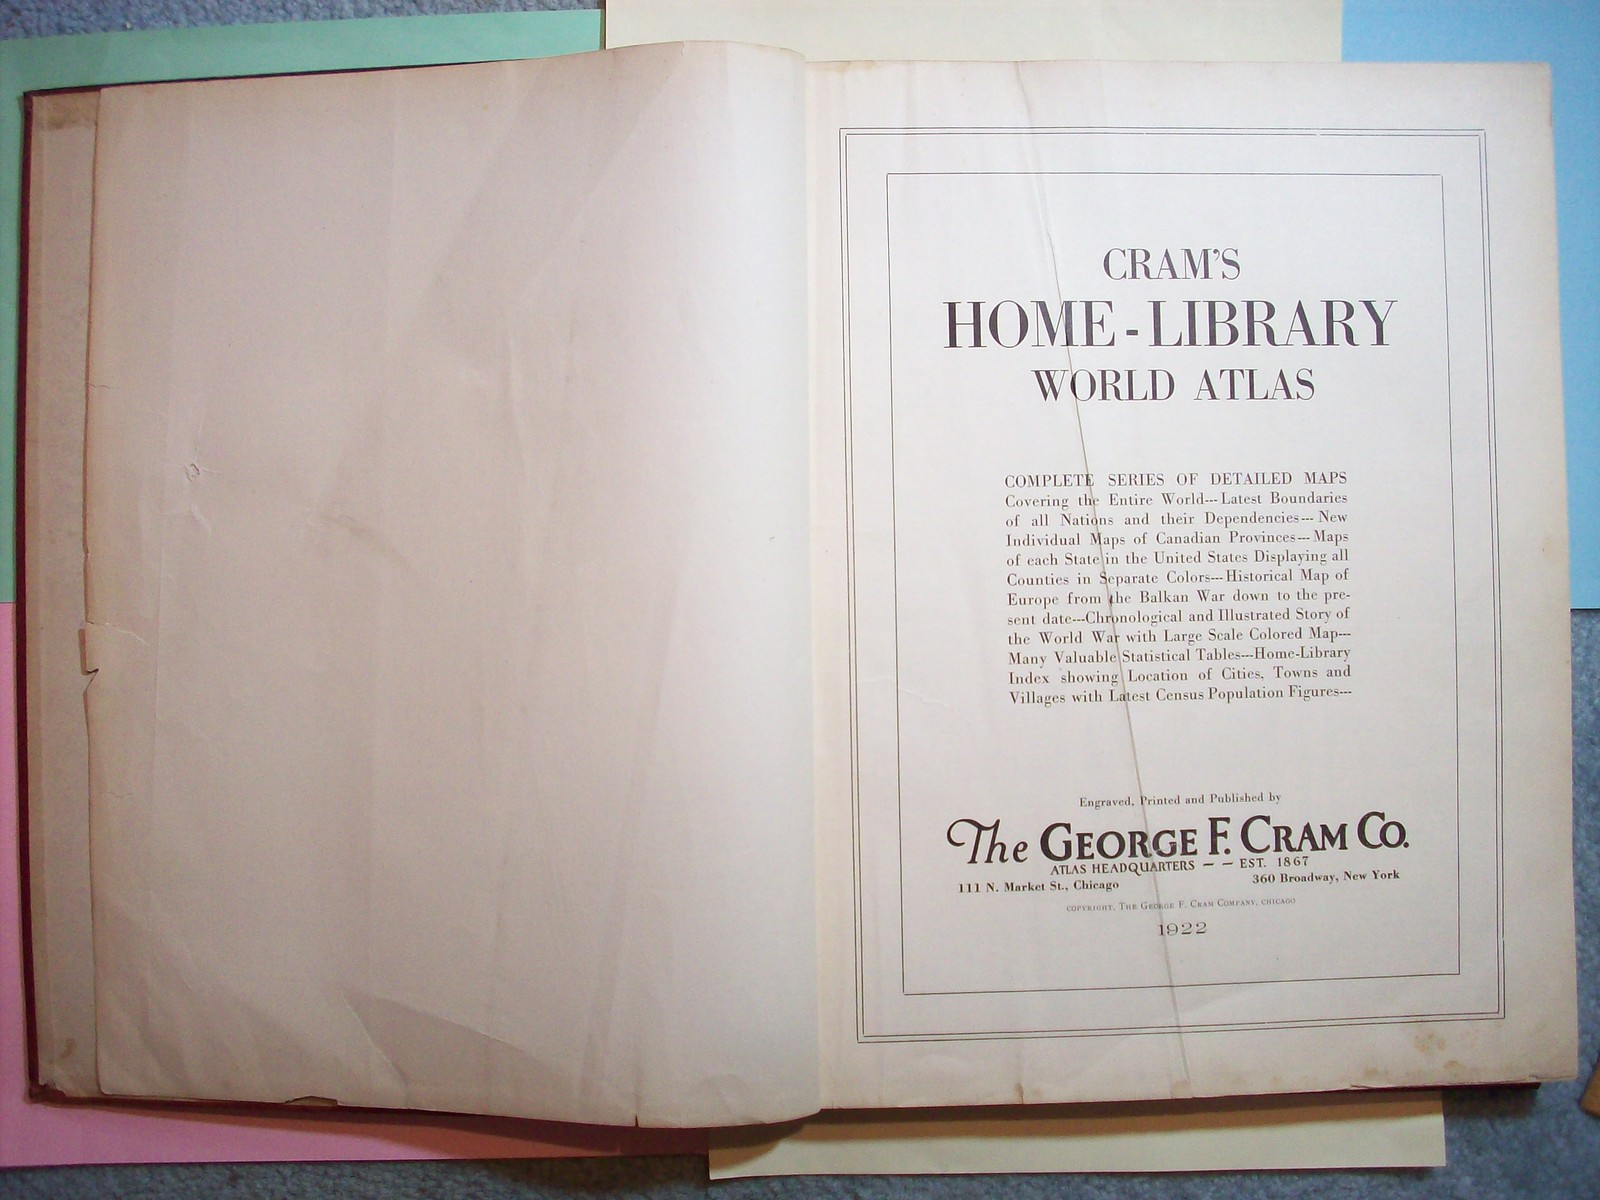 CRAM'S
HOME-LIBRARY
WORLD ATLAS
COMPLETE SERIES OF DETAILED MAPS
Covering the Entire World---Latest Boundaries
of all Nations and their Dependencies---New
Individual Maps of Canadian Provinces---Maps
of each State in the United States Displaying all
Counties in Separate Colors---Historical Map of
Europe from the Balkan War down to the pre-
sent date---Chronological and Illustrated Story of
the World War with Large Scale Colored Map---
Many Valuable Statistical Tables---Home-Library
Index showing Location of Cities, Towns and
Villages with Latest Census Population Figures---
Engraved, Printed and Published by
The GEORGE F. CRAM CO.
ATLAS HEADQUARTERS — — EST. 1867
111 N. Market St., Chicago 360 Broadway, New York
COPYRIGHT, THE GEORGE F. CRAM COMPANY, CHICAGO
1922